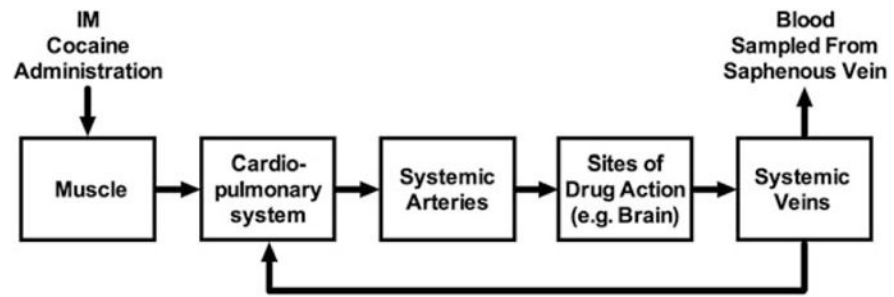 IM
Cocaine
Administration
Blood
Sampled From
Saphenous Vein
Muscle
Cardio-
pulmonary
system
Systemic
Arteries
Sites of
Drug Action
(e.g. Brain)
Systemic
Veins